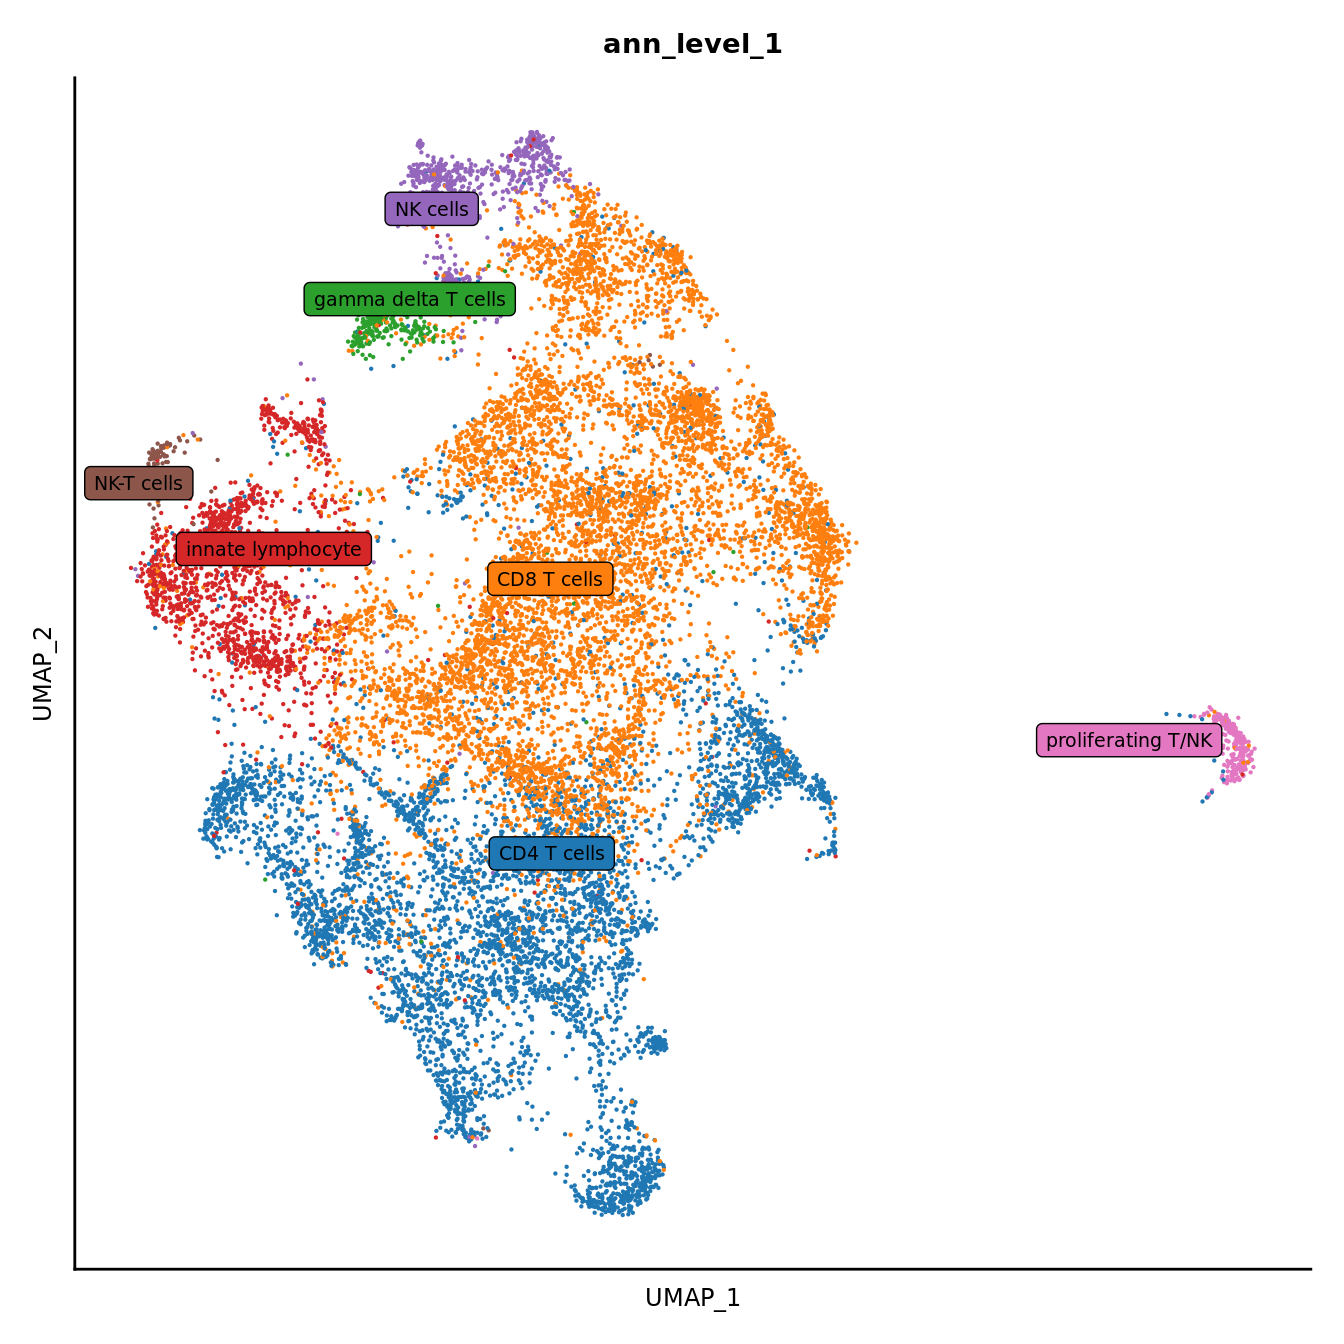 ann_level_1
NK cells
gamma delta T cells
NK-T cells
innate lymphocyte
CD8 T cells
proliferating T/NK
CD4 T cells
UMAP_2
UMAP_1